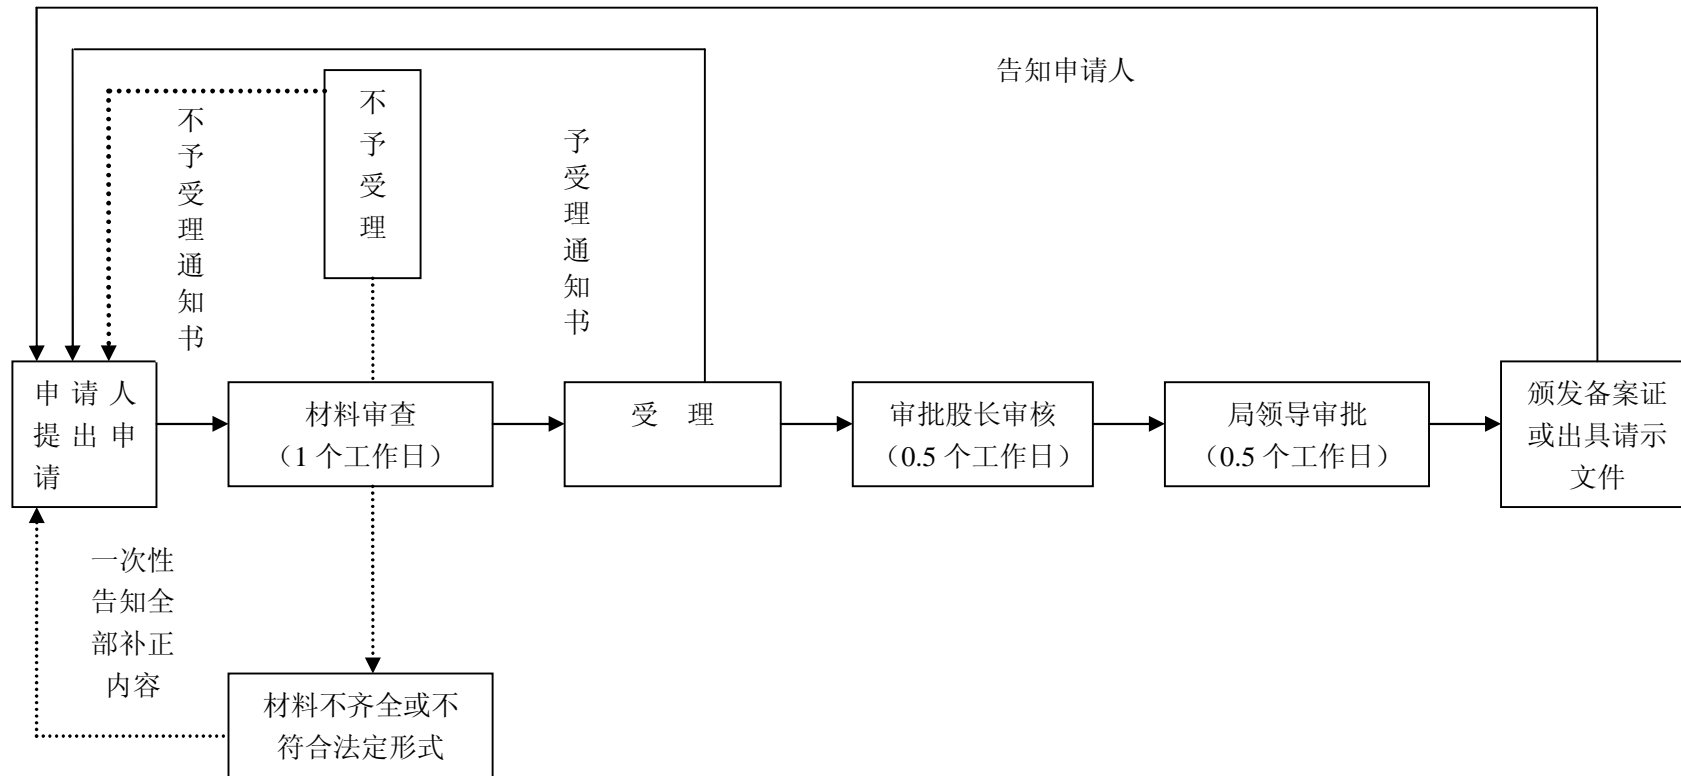 告知申请人
不予受理
不予受理通知书
予受理通知书
申请人
提出申
请
材料审查
（1 个工作日）
受 理
审批股长审核
（0.5 个工作日）
局领导审批
（0.5 个工作日）
颁发备案证
或出具请示
文件
一次性
告知全
部补正
内容
材料不齐全或不
符合法定形式